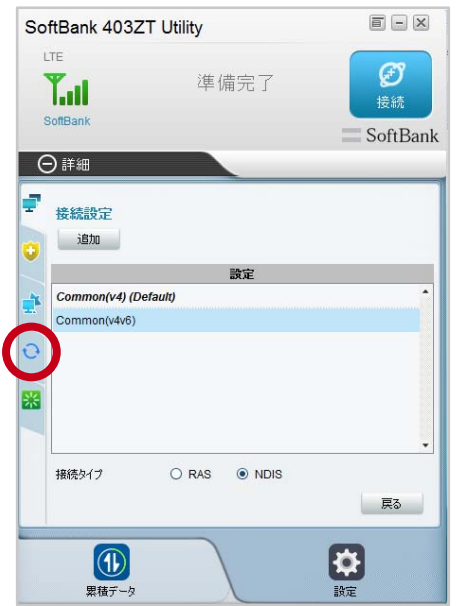 SoftBank 403ZT Utility
LTE
準備完了
接続
SoftBank
SoftBank
詳細
接続設定
追加
設定
Common(v4) (Default)
Common(v4v6)
接続タイプ RAS NDIS
戻る
累積データ
設定